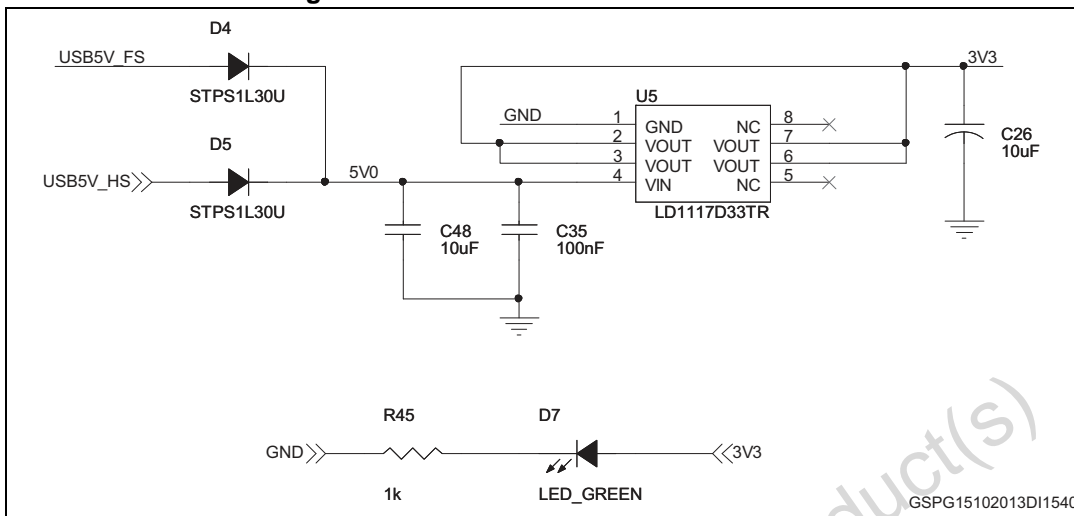 D4
USB5V_FS
STPS1L30U
D5
USB5V_HS
STPS1L30U
5V0
C48
10uF
C35
100nF
U5
GND
1 GND NC 8
2 VOUT VOUT 7
3 VOUT VOUT 6
4 VIN NC 5
LD1117D33TR
3V3
C26
10uF
R45 D7
GND 3V3
1k LED_GREEN
duct(s)
GSPG15102013DI1540